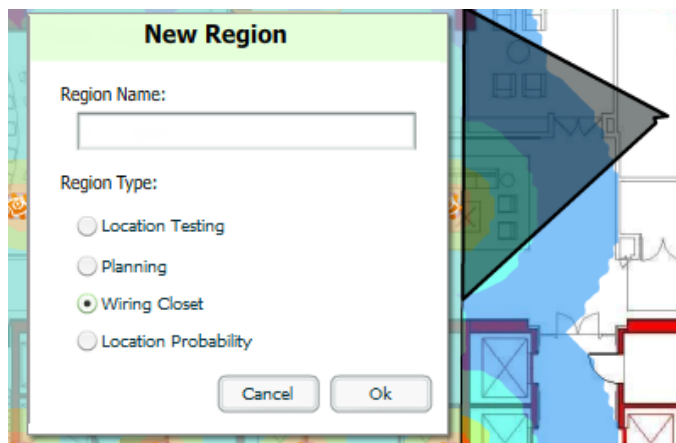 New Region
Region Name:
Region Type:
Location Testing
Planning
Wiring Closet
Location Probability
Cancel
Ok